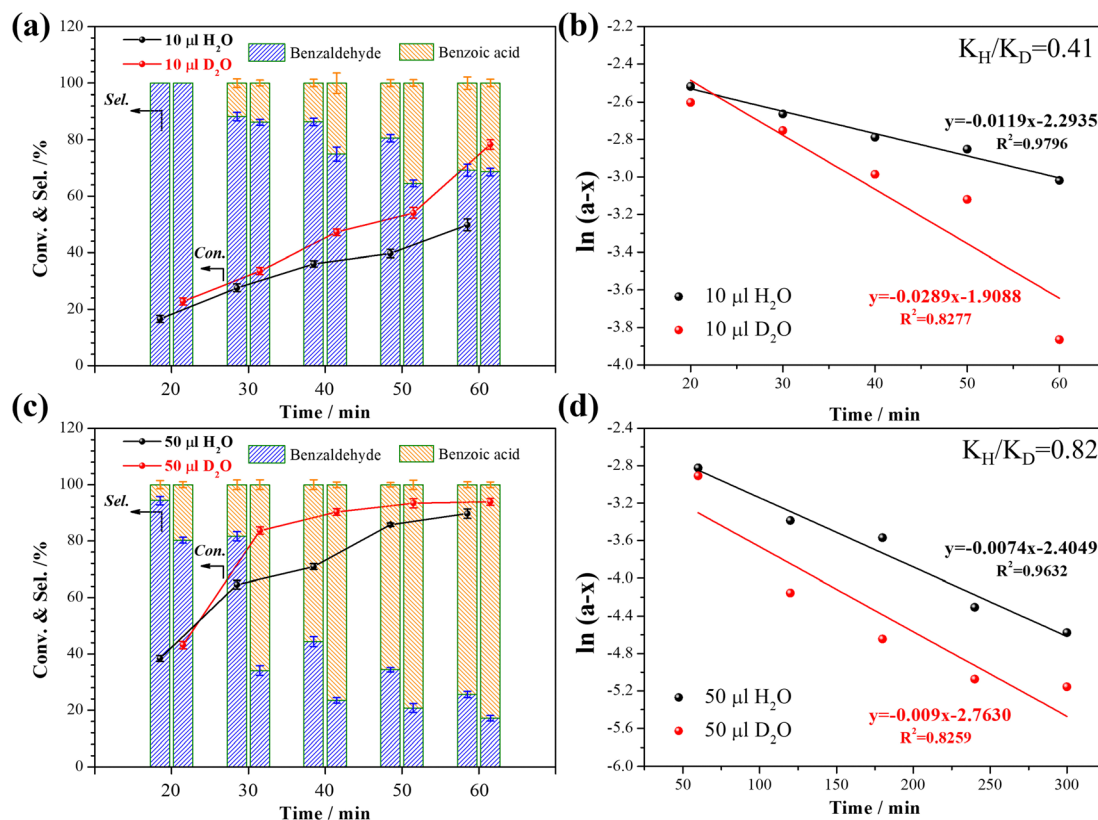 (a)
120
100
80
60
40
20
0
Conv. & Sel. /%
10 μl H2O
10 μl D2O
Benzaldehyde
Benzoic acid
Sel.
Con.
20 30 40 50 60
Time / min
(b)
-2.4
-2.6
-2.8
-3.0
-3.2
-3.4
-3.6
-3.8
-4.0
ln (a-x)
KH/KD=0.41
y=-0.0119x-2.2935
R2=0.9796
10 μl H2O
10 μl D2O
y=-0.0289x-1.9088
R2=0.8277
20 30 40 50 60
Time / min
(c)
120
100
80
60
40
20
0
Conv. & Sel. /%
50 μl H2O
50 μl D2O
Benzaldehyde
Benzoic acid
Sel.
Con.
20 30 40 50 60
Time / min
(d)
-2.4
-2.8
-3.2
-3.6
-4.0
-4.4
-4.8
-5.2
-5.6
-6.0
ln (a-x)
KH/KD=0.82
y=-0.0074x-2.4049
R2=0.9632
50 μl H2O
50 μl D2O
y=-0.009x-2.7630
R2=0.8259
50 100 150 200 250 300
Time / min